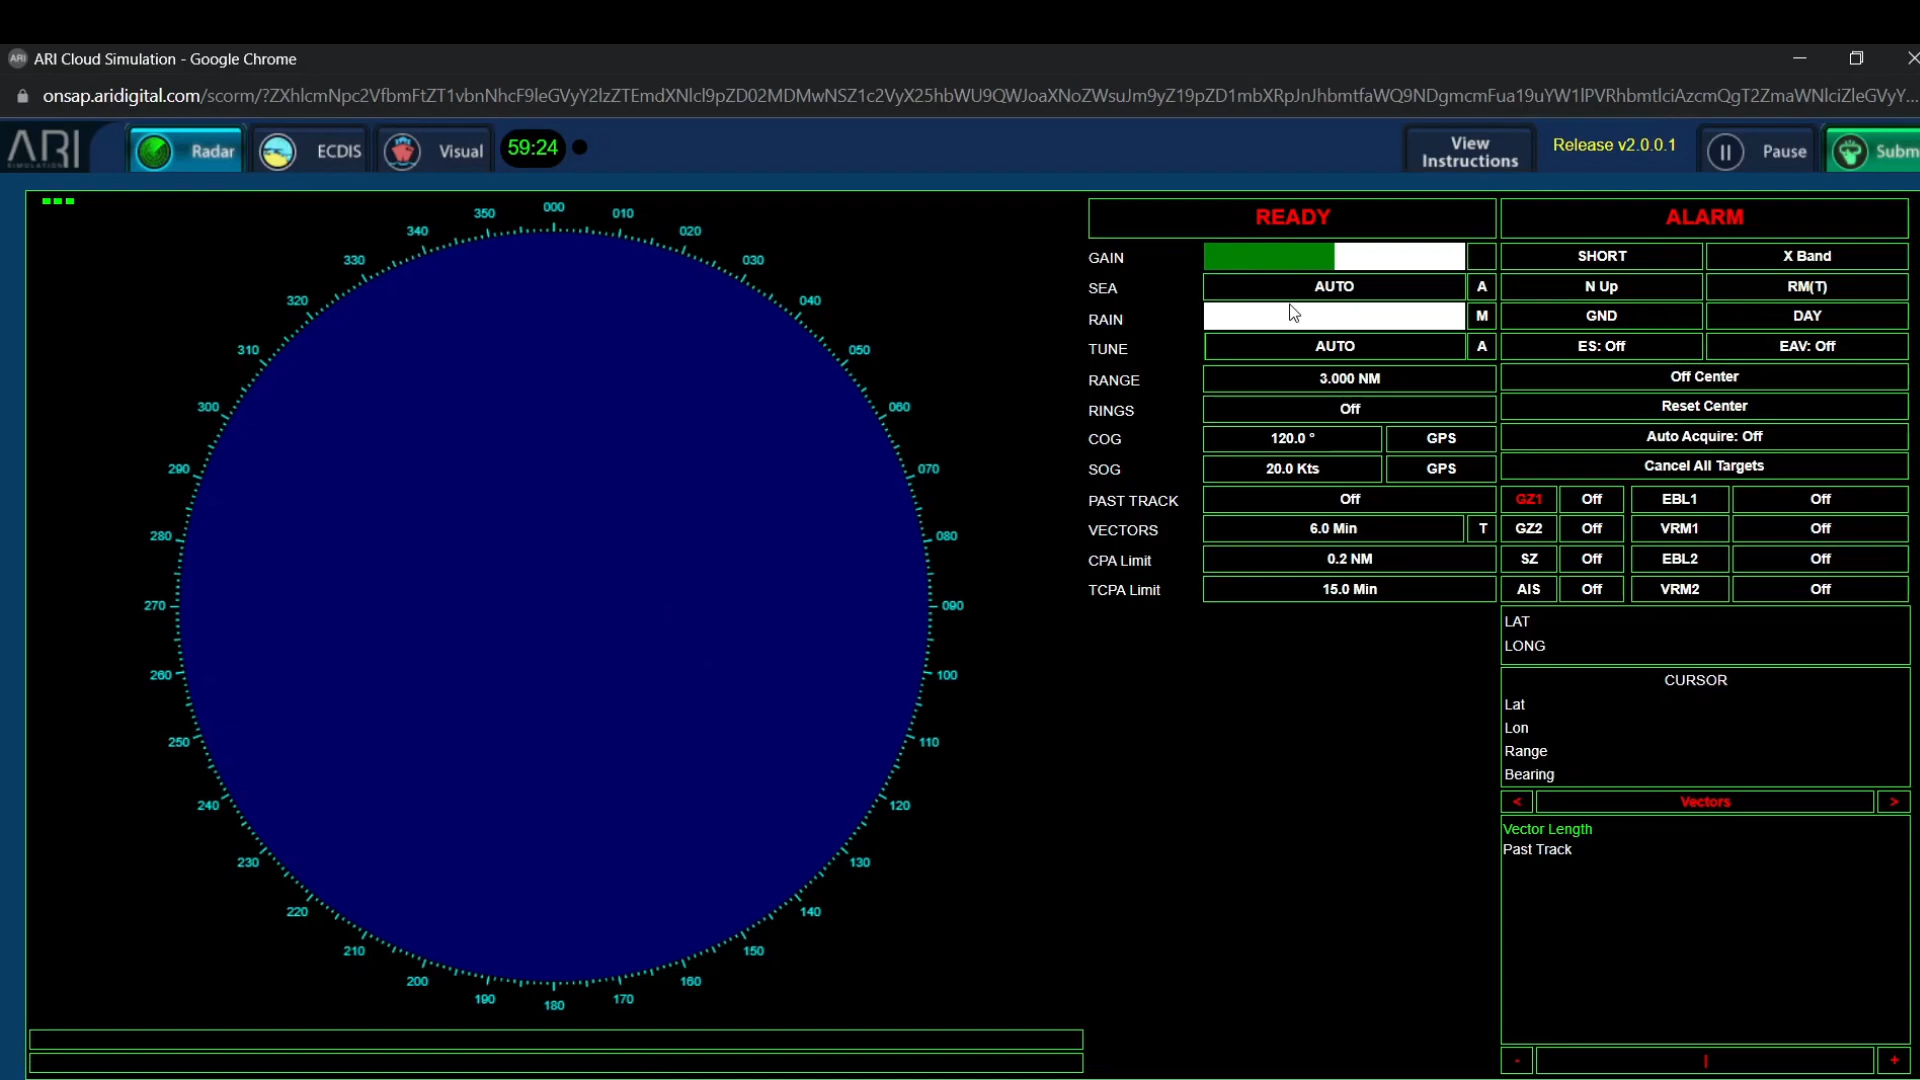 ARI Cloud Simulation - Google Chrome
onsap.aridigital.com/scorm/?
ARI
SIMULATION
Radar
ECDIS
Visual
59:24
View
Instructions
Release v2.0.0.1
Pause
Subm
READY
ALARM
GAIN
SHORT
X Band
SEA
AUTO
A
N Up
RM(T)
RAIN
M
GND
DAY
TUNE
AUTO
A
ES: Off
EAV: Off
RANGE
3.000 NM
Off Center
RINGS
Off
Reset Center
COG
120.0 °
GPS
Auto Acquire: Off
SOG
20.0 Kts
GPS
Cancel All Targets
PAST TRACK
Off
GZ1
Off
EBL1
Off
VECTORS
6.0 Min
T
GZ2
Off
VRM1
Off
CPA Limit
0.2 NM
SZ
Off
EBL2
Off
TCPA Limit
15.0 Min
AIS
Off
VRM2
Off
LAT
LONG
CURSOR
Lat
Lon
Range
Bearing
<
Vectors
>
Vector Length
Past Track
-
|
+
000
010
020
030
040
050
060
070
080
090
100
110
120
130
140
150
160
170
180
190
200
210
220
230
240
250
260
270
280
290
300
310
320
330
340
350